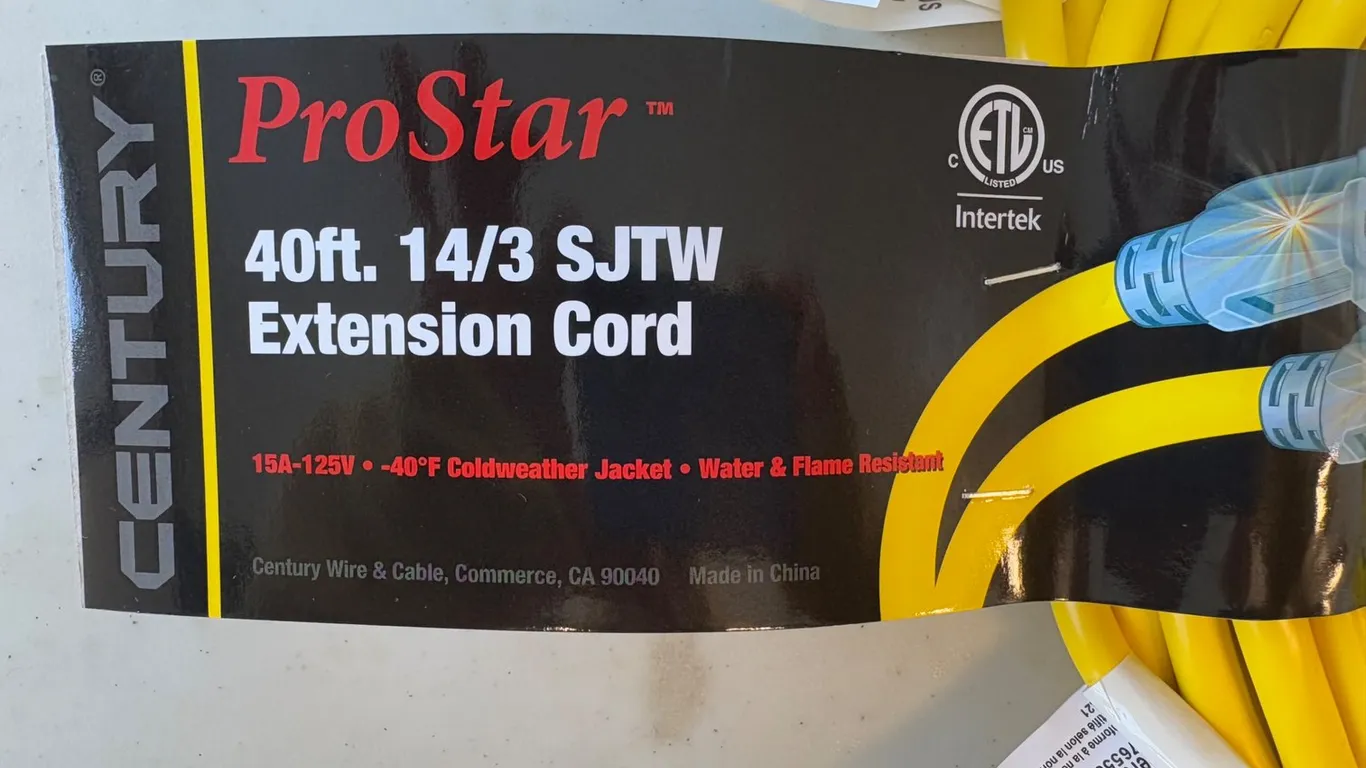 CENTURY®
ProStar™
40ft. 14/3 SJTW
Extension Cord
15A-125V • -40°F Coldweather Jacket • Water & Flame Resistant
Century Wire & Cable, Commerce, CA 90040 Made in China
ETL CM
C US
LISTED
Intertek